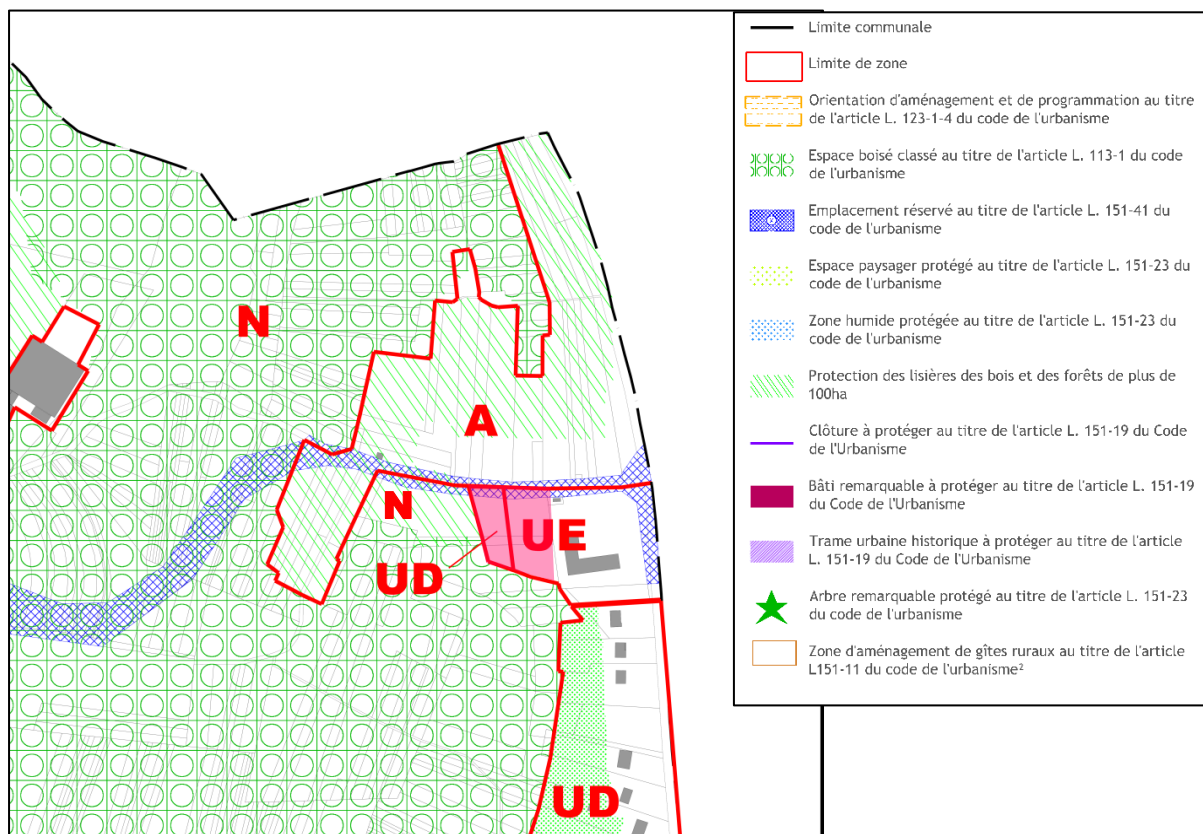 N
A
N
UE
UD
UD
Limite communale
Limite de zone
Orientation d'aménagement et de programmation au titre
de l'article L. 123-1-4 du code de l'urbanisme
Espace boisé classé au titre de l'article L. 113-1 du code
de l'urbanisme
Emplacement réservé au titre de l'article L. 151-41 du
code de l'urbanisme
Espace paysager protégé au titre de l'article L. 151-23 du
code de l'urbanisme
Zone humide protégée au titre de l'article L. 151-23 du
code de l'urbanisme
Protection des lisières des bois et des forêts de plus de
100ha
Clôture à protéger au titre de l'article L. 151-19 du Code
de l'Urbanisme
Bâti remarquable à protéger au titre de l'article L. 151-19
du Code de l'Urbanisme
Trame urbaine historique à protéger au titre de l'article
L. 151-19 du Code de l'Urbanisme
Arbre remarquable protégé au titre de l'article L. 151-23
du code de l'urbanisme
Zone d'aménagement de gîtes ruraux au titre de l'article
L151-11 du code de l'urbanisme²